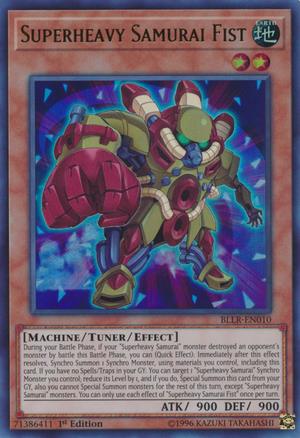 Superheavy Samurai Fist
EARTH
地
BLLR-EN010
[Machine/Tuner/Effect]
During your Battle Phase, if your "Superheavy Samurai" monster destroyed an opponent's
monster by battle this Battle Phase, you can (Quick Effect): Immediately after this effect
resolves, Synchro Summon 1 Synchro Monster, using materials you control, including this
card. If you have no Spells/Traps in your GY: You can target 1 "Superheavy Samurai" Synchro
Monster you control; reduce its Level by 1, and if you do, Special Summon this card from your
GY, also you cannot Special Summon monsters for the rest of this turn, except "Superheavy
Samurai" monsters. You can only use each effect of "Superheavy Samurai Fist" once per turn.
ATK/ 900 DEF/ 900
71386411 1st Edition ©1996 KAZUKI TAKAHASHI